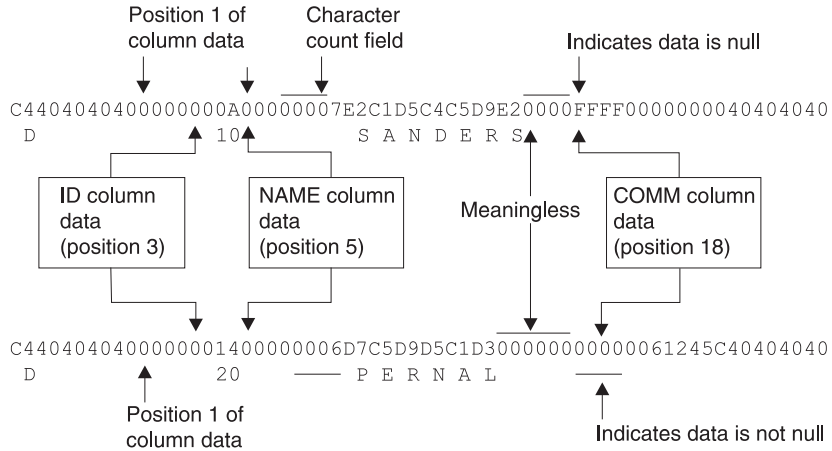 Position 1 of
column data
Character
count field
Indicates data is null
C4404040400000000A00000007E2C1D5C4C5D9E20000FFFF0000000040404040
D 10 S A N D E R S
ID column
data
(position 3)
NAME column
data
(position 5)
Meaningless
COMM column
data
(position 18)
C4404040400000001400000006D7C5D9D5C1D300000000000061245C40404040
D 20 P E R N A L
Position 1 of
column data
Indicates data is not null